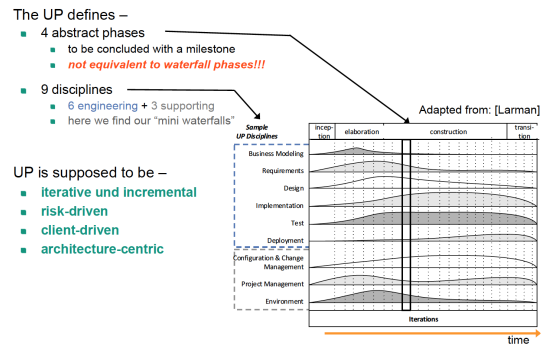 The UP defines –
4 abstract phases
to be concluded with a milestone
not equivalent to waterfall phases!!!
9 disciplines
6 engineering + 3 supporting
here we find our “mini waterfalls”
UP is supposed to be –
iterative und incremental
risk-driven
client-driven
architecture-centric
Adapted from: [Larman]
Sample
UP Disciplines
incep-
tion
elaboration
construction
transi-
tion
Business Modeling
Requirements
Design
Implementation
Test
Deployment
Configuration & Change
Management
Project Management
Environment
Iterations
time